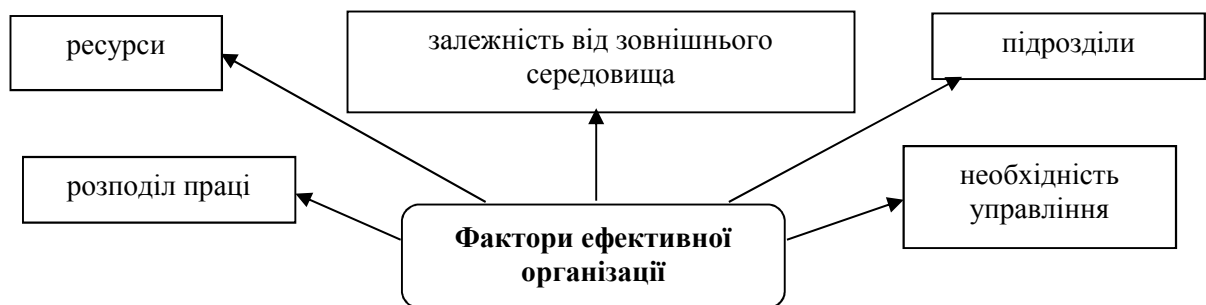 ресурси
залежність від зовнішнього
середовища
підрозділи
розподіл праці
необхідність
управління
Фактори ефективної
організації